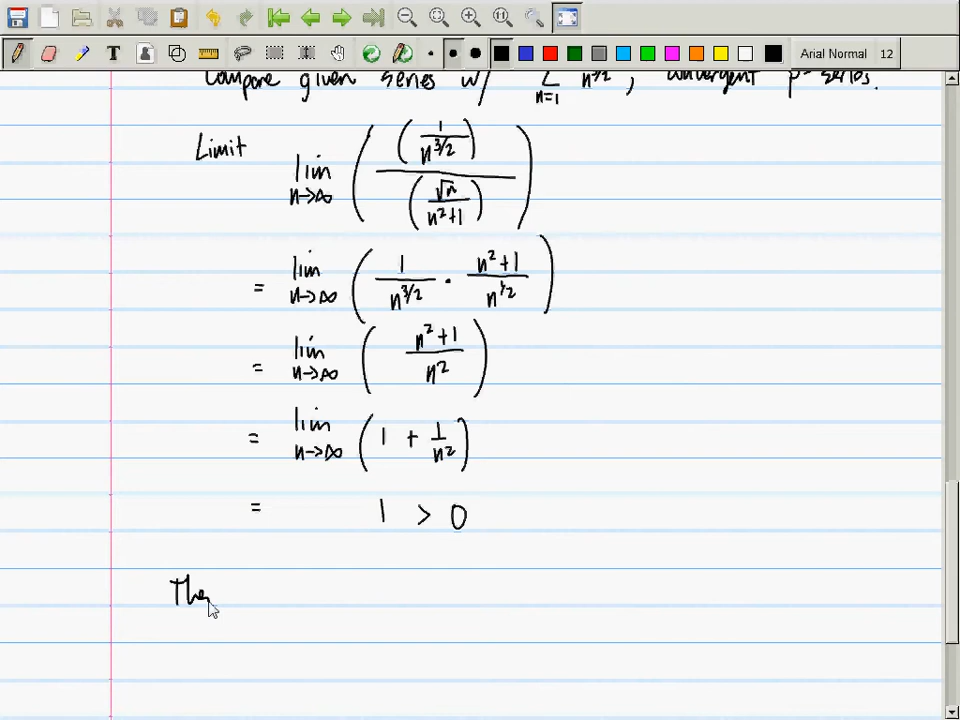 Arial Normal 12
Compare given series w/ Σ n=1 n^3/2, convergent p-series.
Limit lim n→∞ ( (1/n^3/2) / (√n/(n²+1)) )
= lim n→∞ ( 1/n^3/2 · (n²+1)/n^1/2 )
= lim n→∞ ( (n²+1)/n² )
= lim n→∞ ( 1 + 1/n² )
= 1 > 0
The